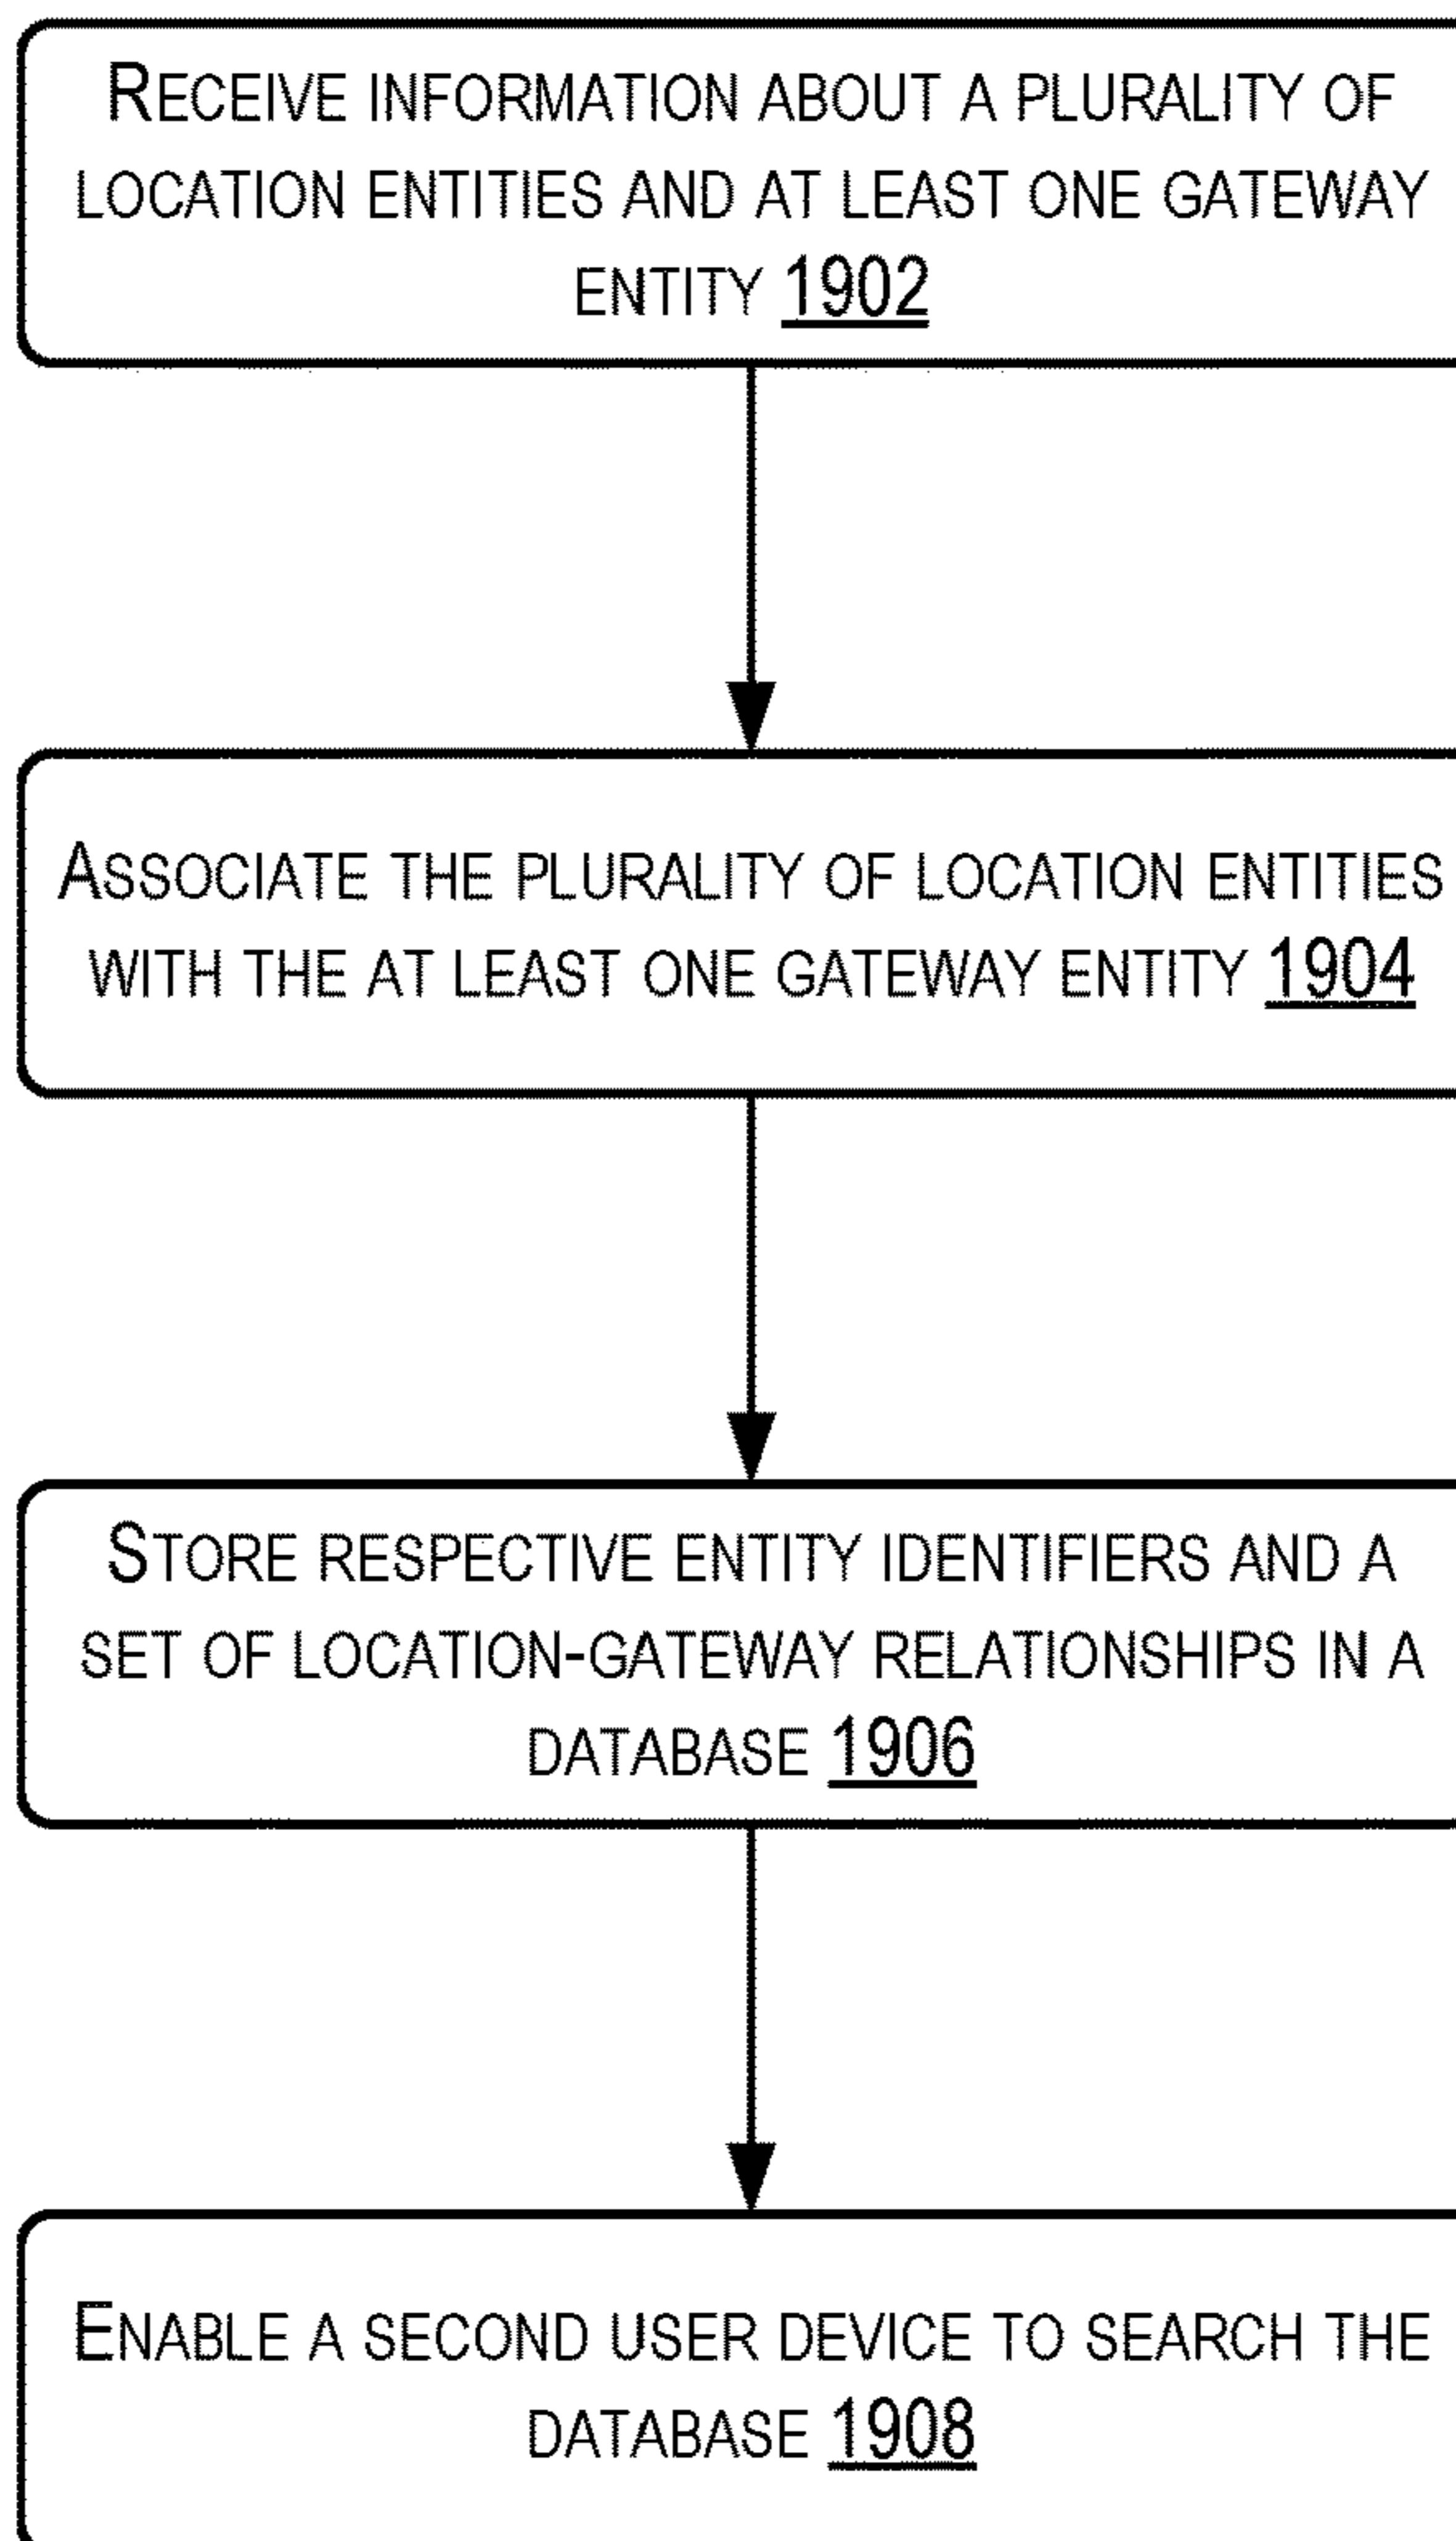 RECEIVE INFORMATION ABOUT A PLURALITY OF
LOCATION ENTITIES AND AT LEAST ONE GATEWAY
ENTITY 1902
ASSOCIATE THE PLURALITY OF LOCATION ENTITIES
WITH THE AT LEAST ONE GATEWAY ENTITY 1904
STORE RESPECTIVE ENTITY IDENTIFIERS AND A
SET OF LOCATION-GATEWAY RELATIONSHIPS IN A
DATABASE 1906
ENABLE A SECOND USER DEVICE TO SEARCH THE
DATABASE 1908